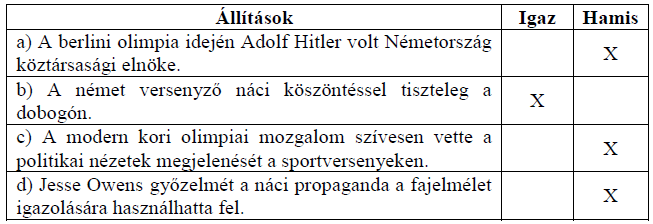 Állítások Igaz Hamis
a) A berlini olimpia idején Adolf Hitler volt Németország
köztársasági elnöke.
X
b) A német versenyző náci köszöntéssel tiszteleg a
dobogón.
X
c) A modern kori olimpiai mozgalom szívesen vette a
politikai nézetek megjelenését a sportversenyeken.
X
d) Jesse Owens győzelmét a náci propaganda a fajelmélet
igazolására használhatta fel.
X